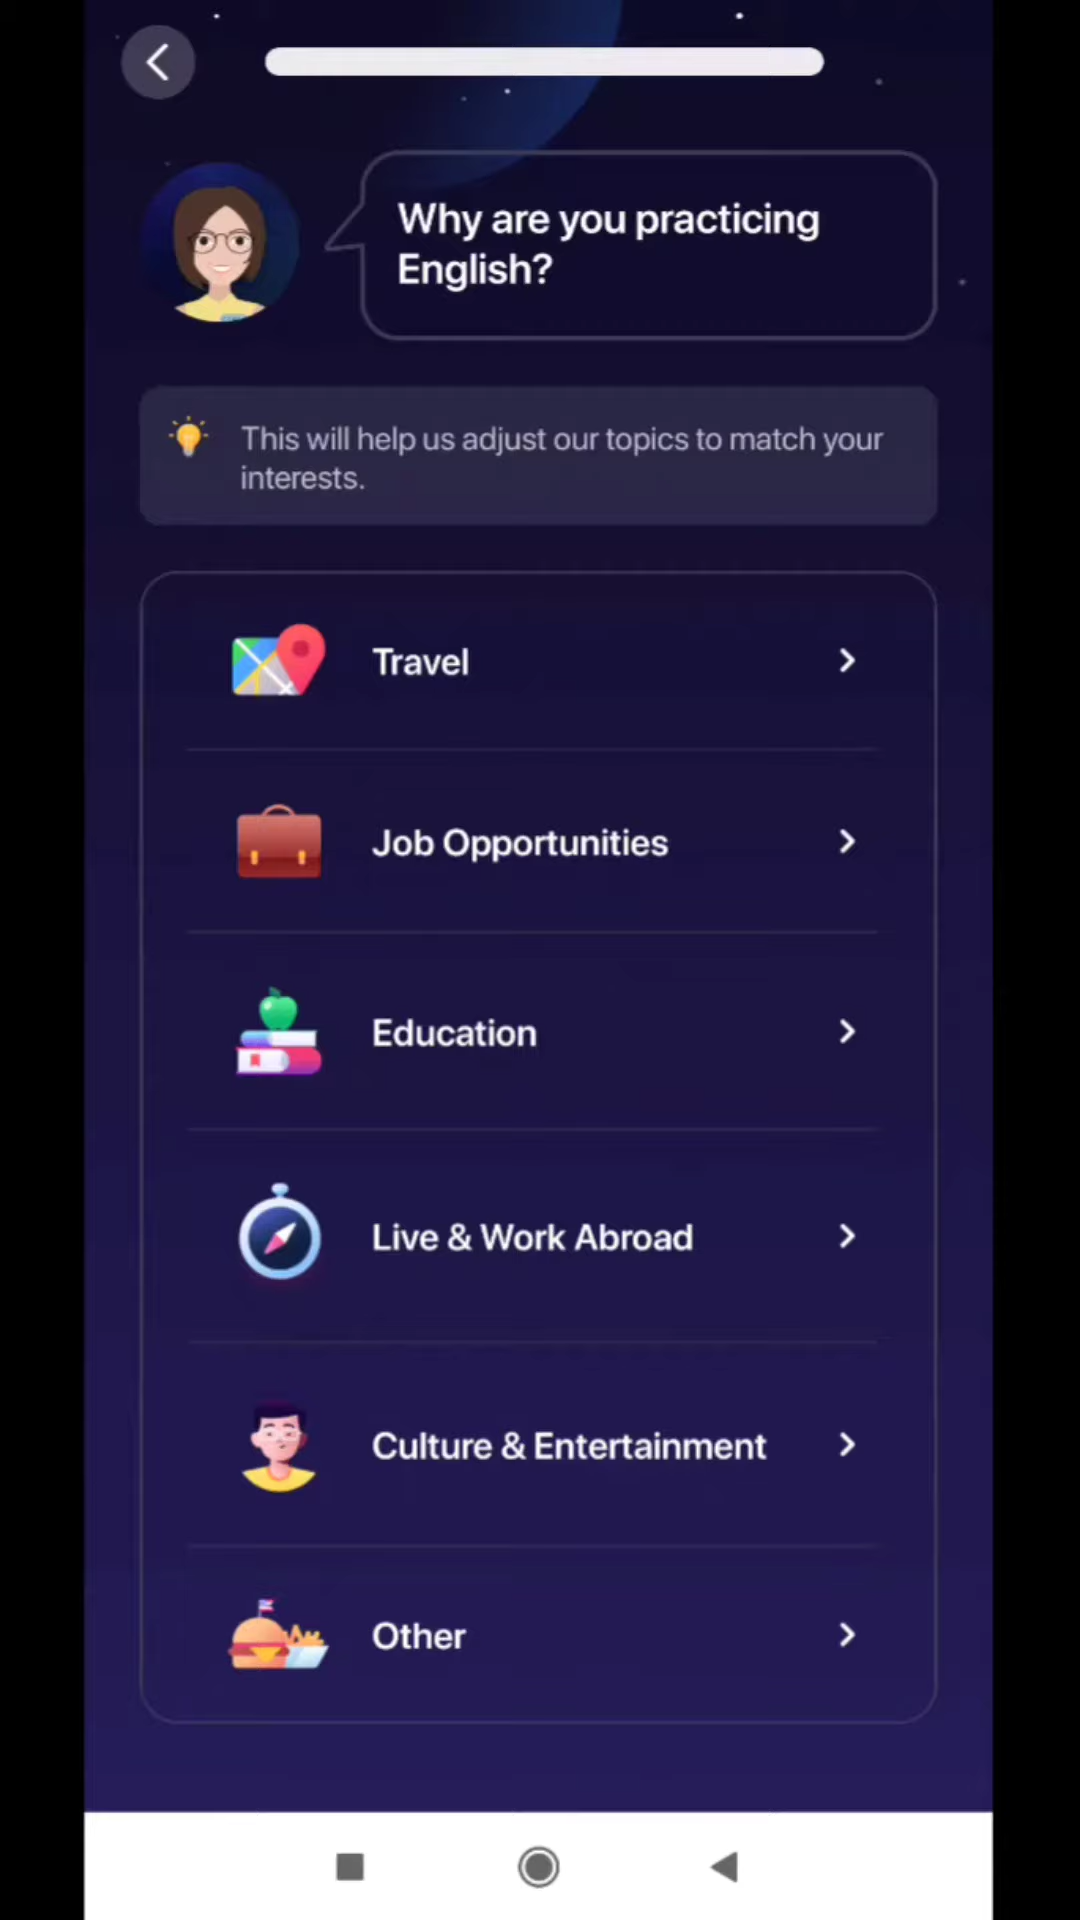 Why are you practicing
English?
This will help us adjust our topics to match your
interests.
Travel
Job Opportunities
Education
Live & Work Abroad
Culture & Entertainment
Other